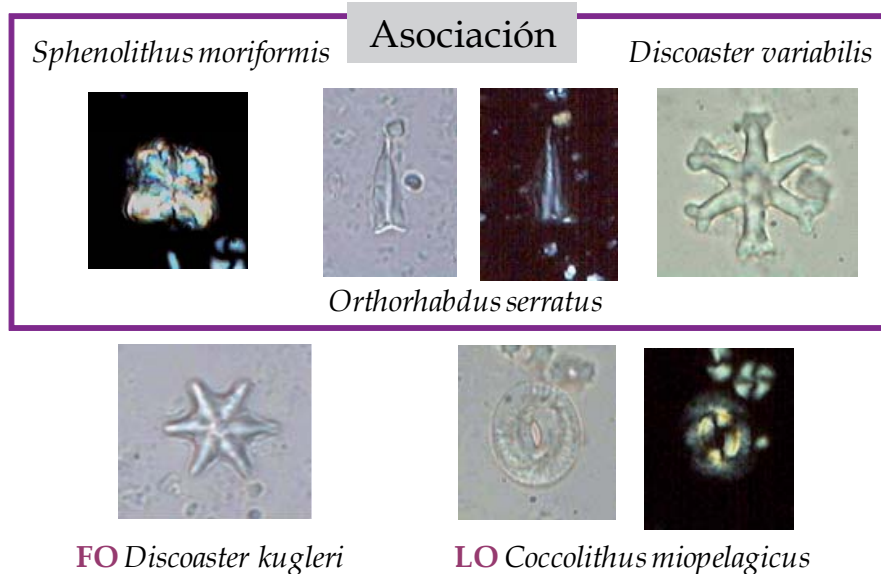 Asociación
Sphenolithus moriformis
Discoaster variabilis
Orthorhabdus serratus
FO Discoaster kugleri
LO Coccolithus miopelagicus